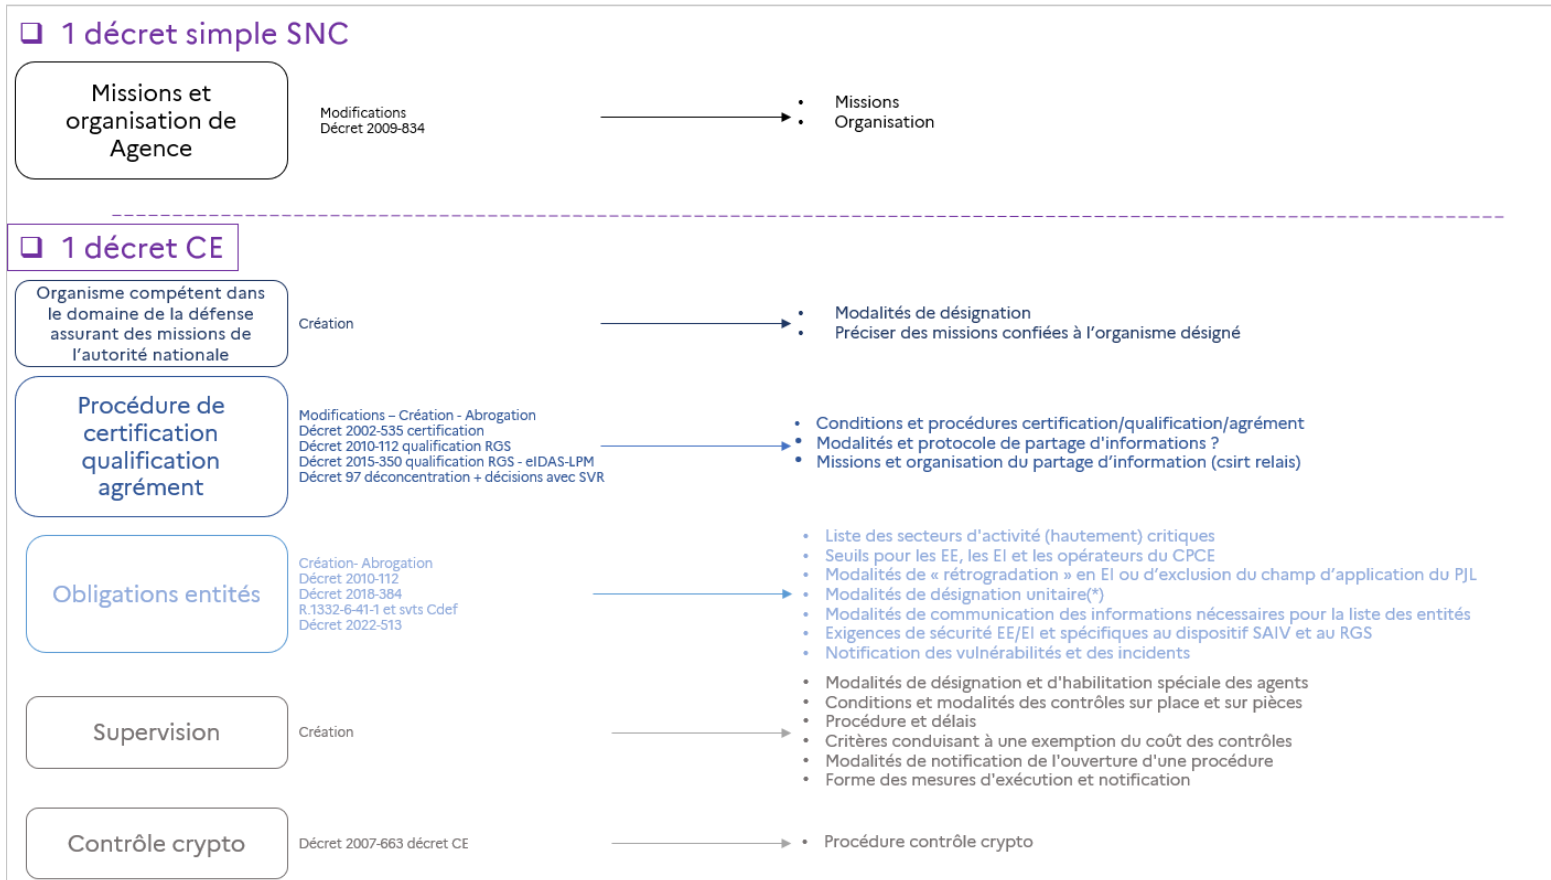 ❑ 1 décret simple SNC
Missions et
organisation de
Agence
Modifications
Décret 2009-834
• Missions
• Organisation
❑ 1 décret CE
Organisme compétent dans
le domaine de la défense
assurant des missions de
l’autorité nationale
Création
• Modalités de désignation
• Préciser des missions confiées à l’organisme désigné
Procédure de
certification
qualification
agrément
Modifications – Création - Abrogation
Décret 2002-535 certification
Décret 2010-112 qualification RGS
Décret 2015-350 qualification RGS - eIDAS-LPM
Décret 97 déconcentration + décisions avec SVR
• Conditions et procédures certification/qualification/agrément
• Modalités et protocole de partage d'informations ?
• Missions et organisation du partage d’information (csirt relais)
Obligations entités
Création- Abrogation
Décret 2010-112
Décret 2018-384
R.1332-6-41-1 et svts Cdef
Décret 2022-513
• Liste des secteurs d'activité (hautement) critiques
• Seuils pour les EE, les EI et les opérateurs du CPCE
• Modalités de « rétrogradation » en EI ou d’exclusion du champ d’application du PJL
• Modalités de désignation unitaire(*)
• Modalités de communication des informations nécessaires pour la liste des entités
• Exigences de sécurité EE/EI et spécifiques au dispositif SAIV et au RGS
• Notification des vulnérabilités et des incidents
Supervision
Création
• Modalités de désignation et d'habilitation spéciale des agents
• Conditions et modalités des contrôles sur place et sur pièces
• Procédure et délais
• Critères conduisant à une exemption du coût des contrôles
• Modalités de notification de l'ouverture d'une procédure
• Forme des mesures d'exécution et notification
Contrôle crypto
Décret 2007-663 décret CE
• Procédure contrôle crypto